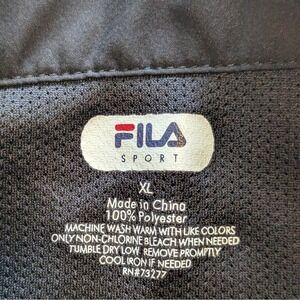 FILA
SPORT
XL
Made in China
100% Polyester
MACHINE WASH WARM WITH LIKE COLORS
ONLY NON-CHLORINE BLEACH WHEN NEEDED
TUMBLE DRY LOW REMOVE PROMPTLY
COOL IRON IF NEEDED
RN#73277